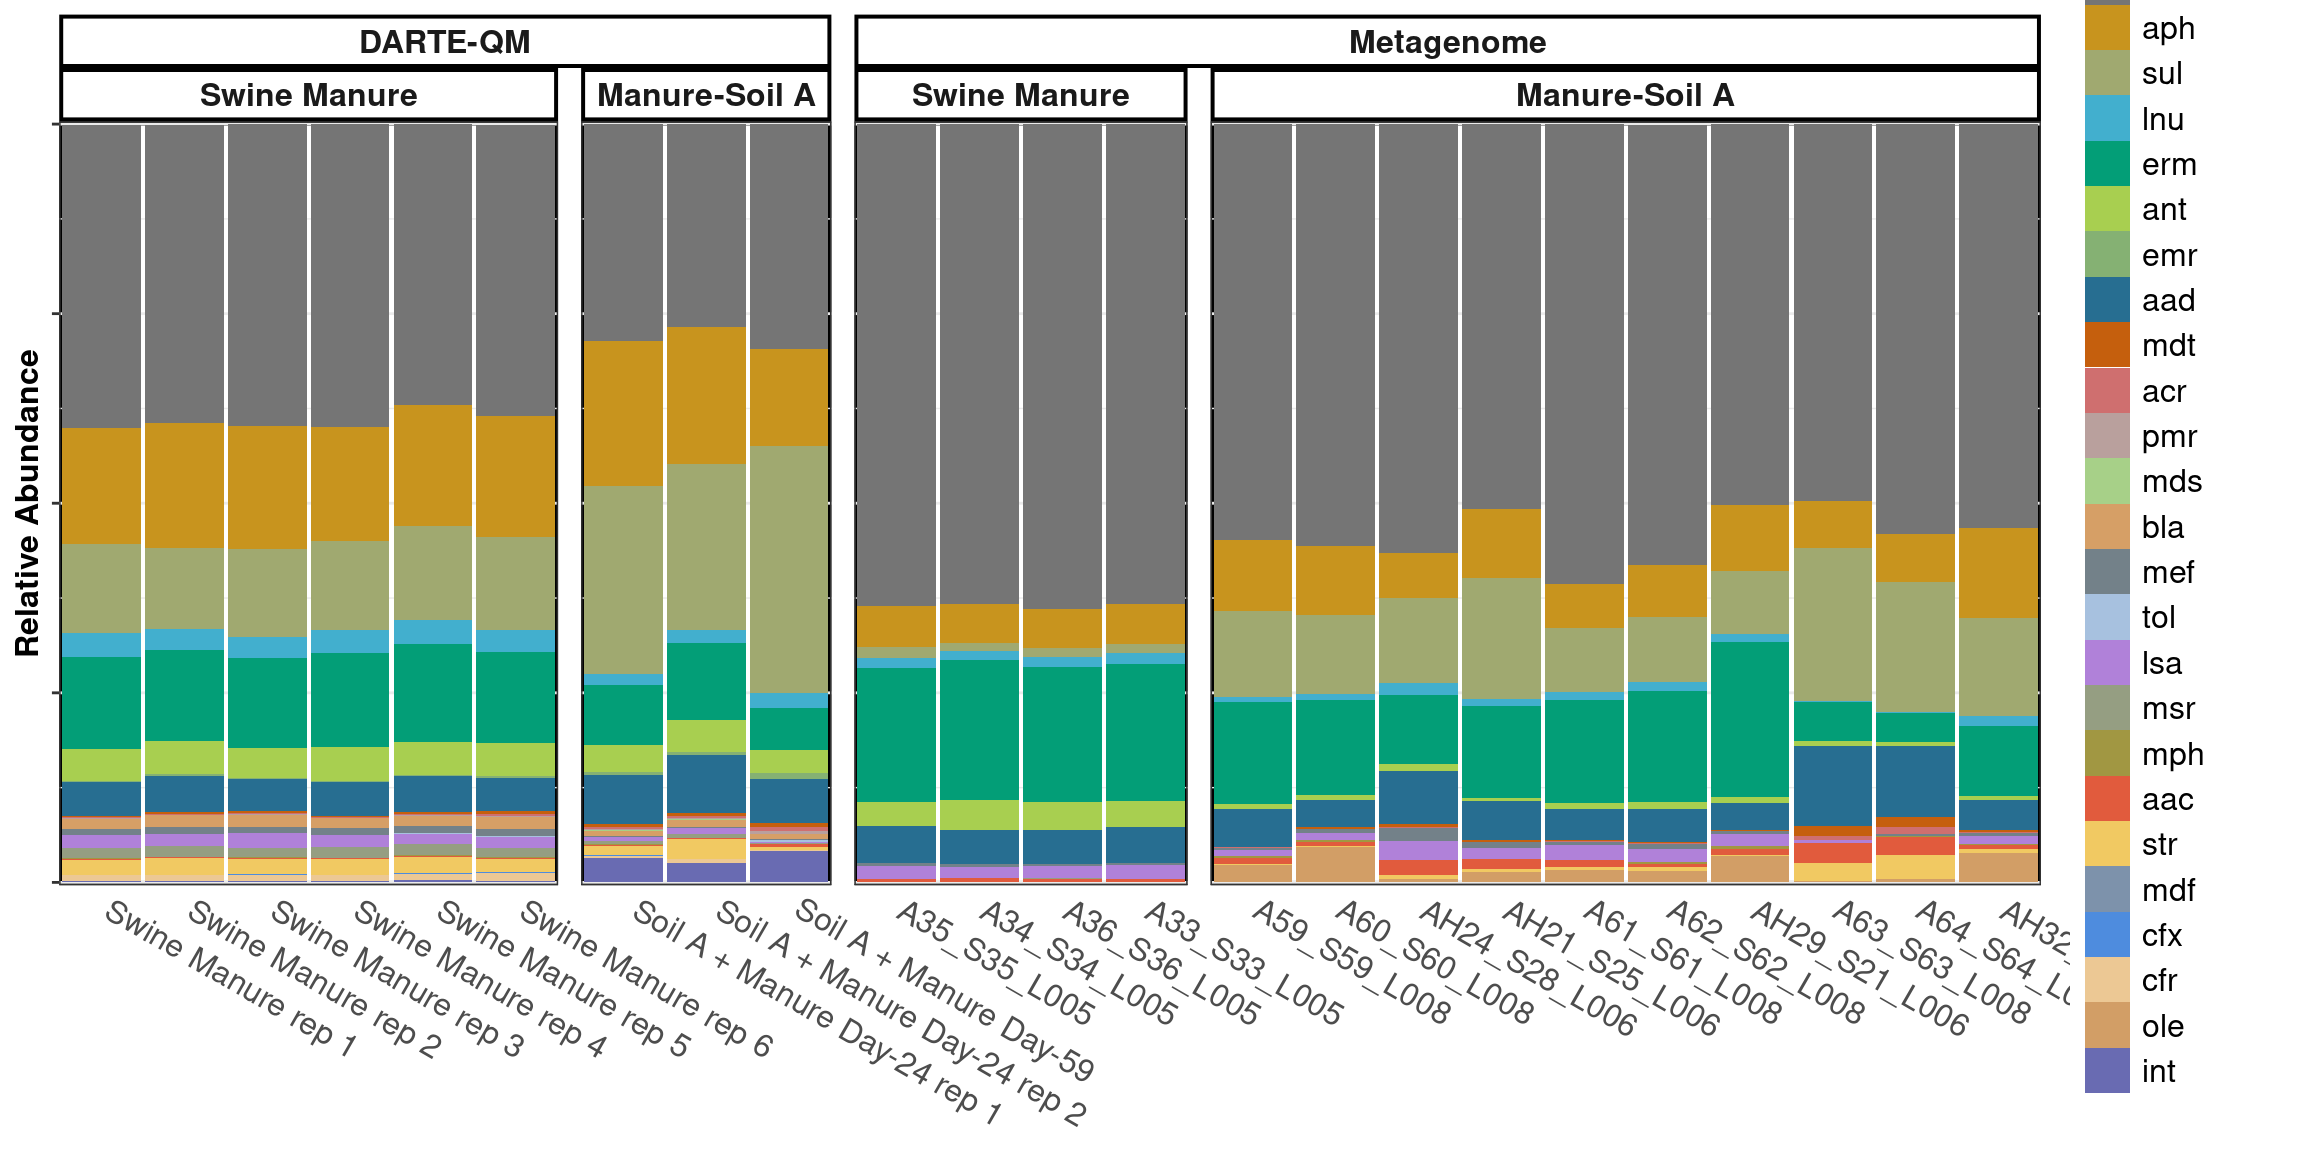 DARTE-QM
Metagenome
Swine Manure
Manure-Soil A
Swine Manure
Manure-Soil A
Relative Abundance
Swine Manure rep 1
Swine Manure rep 2
Swine Manure rep 3
Swine Manure rep 4
Swine Manure rep 5
Swine Manure rep 6
Soil A + Manure Day-24 rep 1
Soil A + Manure Day-24 rep 2
Soil A + Manure Day-59
A35_S35_L005
A34_S34_L005
A36_S36_L005
A33_S33_L005
A59_S59_L008
A60_S60_L008
AH24_S28_L006
AH21_S25_L006
A61_S61_L008
A62_S62_L008
AH29_S21_L006
A63_S63_L008
A64_S64_L
AH32_
aph
sul
lnu
erm
ant
emr
aad
mdt
acr
pmr
mds
bla
mef
tol
lsa
msr
mph
aac
str
mdf
cfx
cfr
ole
int